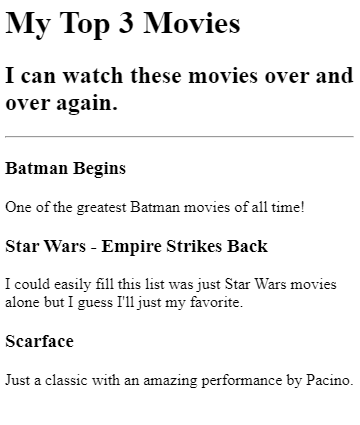 My Top 3 Movies
I can watch these movies over and
over again.
Batman Begins
One of the greatest Batman movies of all time!
Star Wars - Empire Strikes Back
I could easily fill this list was just Star Wars movies
alone but I guess I'll just my favorite.
Scarface
Just a classic with an amazing performance by Pacino.